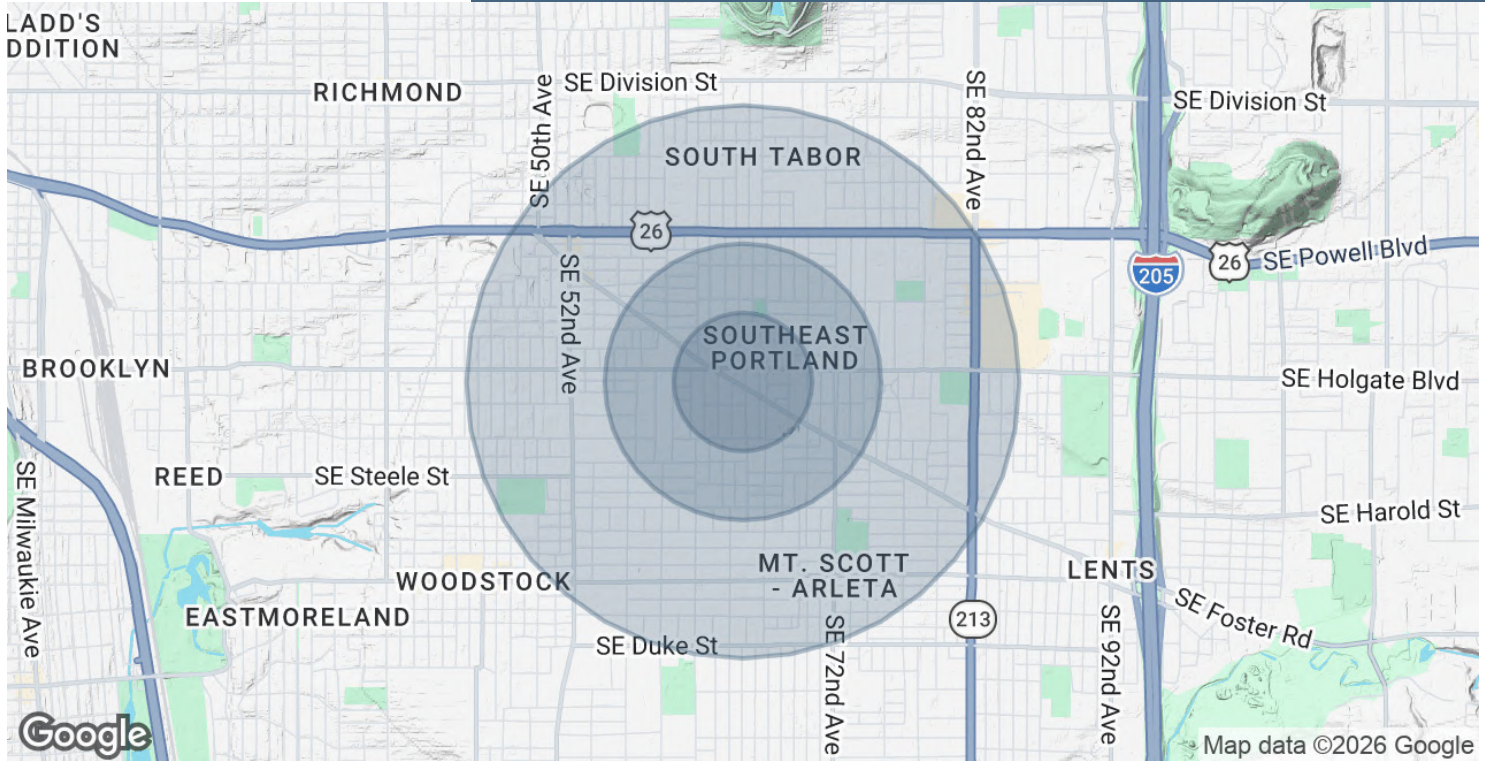 LADD'S
DDITION
RICHMOND
SE 50th Ave
SE Division St
SE 82nd Ave
SE Division St
SOUTH TABOR
26
205
26
SE Powell Blvd
SE 52nd Ave
SOUTHEAST
PORTLAND
BROOKLYN
SE Holgate Blvd
SE Milwaukie Ave
REED
SE Steele St
SE Harold St
WOODSTOCK
MT. SCOTT
- ARLETA
LENTS
EASTMORELAND
SE Duke St
SE 72nd Ave
213
SE 92nd Ave
SE Foster Rd
Google
Map data ©2026 Google